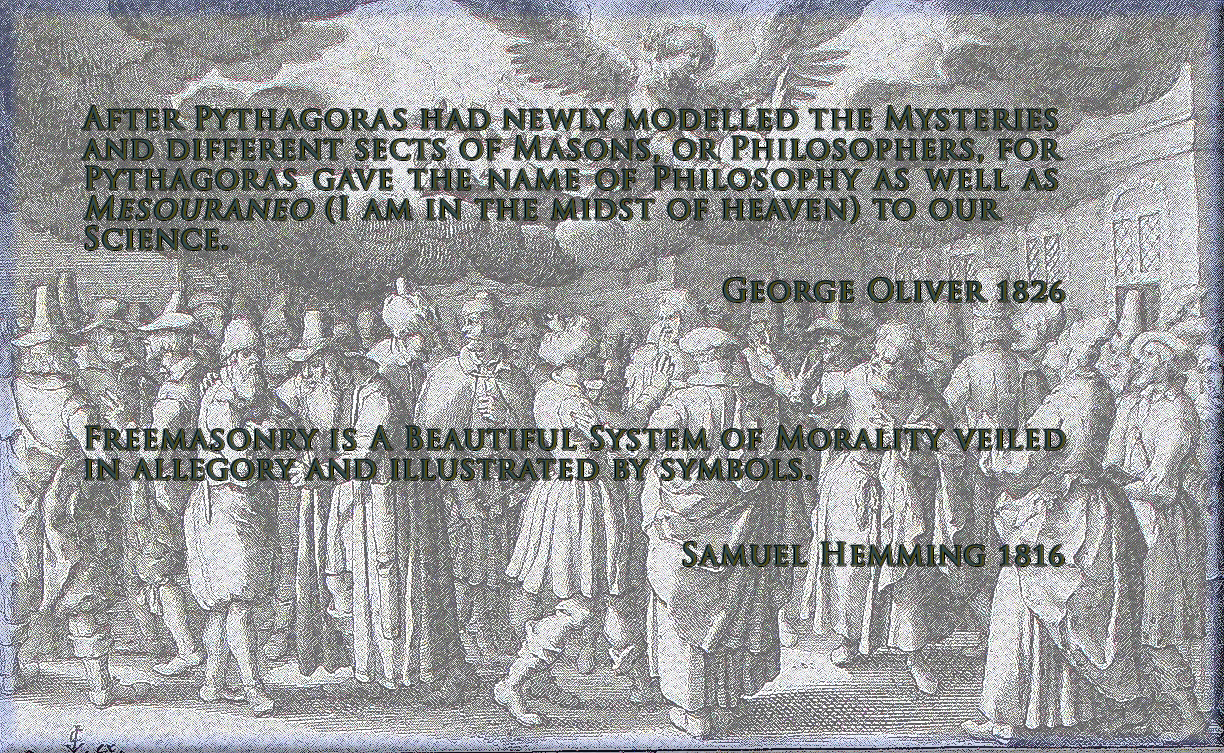 After Pythagoras had newly modelled the Mysteries
and different sects of Masons, or Philosophers, for
Pythagoras gave the name of Philosophy as well as
Mesouraneo (I am in the midst of heaven) to our
Science.
George Oliver 1826
Freemasonry is a Beautiful System of Morality veiled
in allegory and illustrated by symbols.
Samuel Hemming 1816